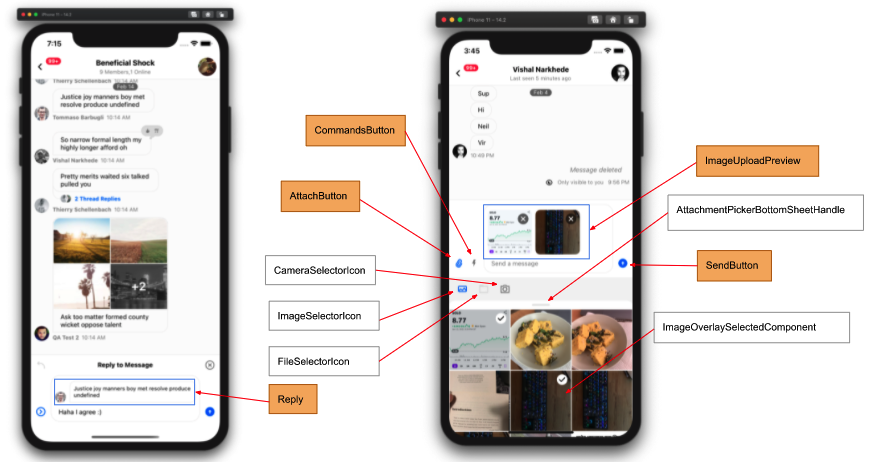 iPhone 11 – 14.2
7:15
99+
Beneficial Shock
9 Members, 1 Online
Thierry Schellenbach 10:14 AM
Feb 14
Justice joy manners boy met
resolve produce undefined
Tommaso Barbugli 10:14 AM
So narrow formal length my
highly longer afford oh
Vishal Narkhede 10:14 AM
Pretty merits waited six talked
pulled you
2 Thread Replies
Thierry Schellenbach 10:14 AM
+2
Ask too matter formed county
wicket oppose talent
QA Test 2 10:14 AM
Reply to Message
Justice joy manners boy met resolve produce
undefined
Haha I agree :)
CommandsButton
AttachButton
CameraSelectorIcon
ImageSelectorIcon
FileSelectorIcon
Reply
iPhone 11 – 14.2
3:45
99+
Vishal Narkhede
Last seen 5 minutes ago
Feb 4
Sup
Hi
Neil
Vir
10:49 PM
Message deleted
Only visible to you 9:59 PM
8.77
Send a message
8.77
ImageUploadPreview
AttachmentPickerBottomSheetHandle
SendButton
ImageOverlaySelectedComponent